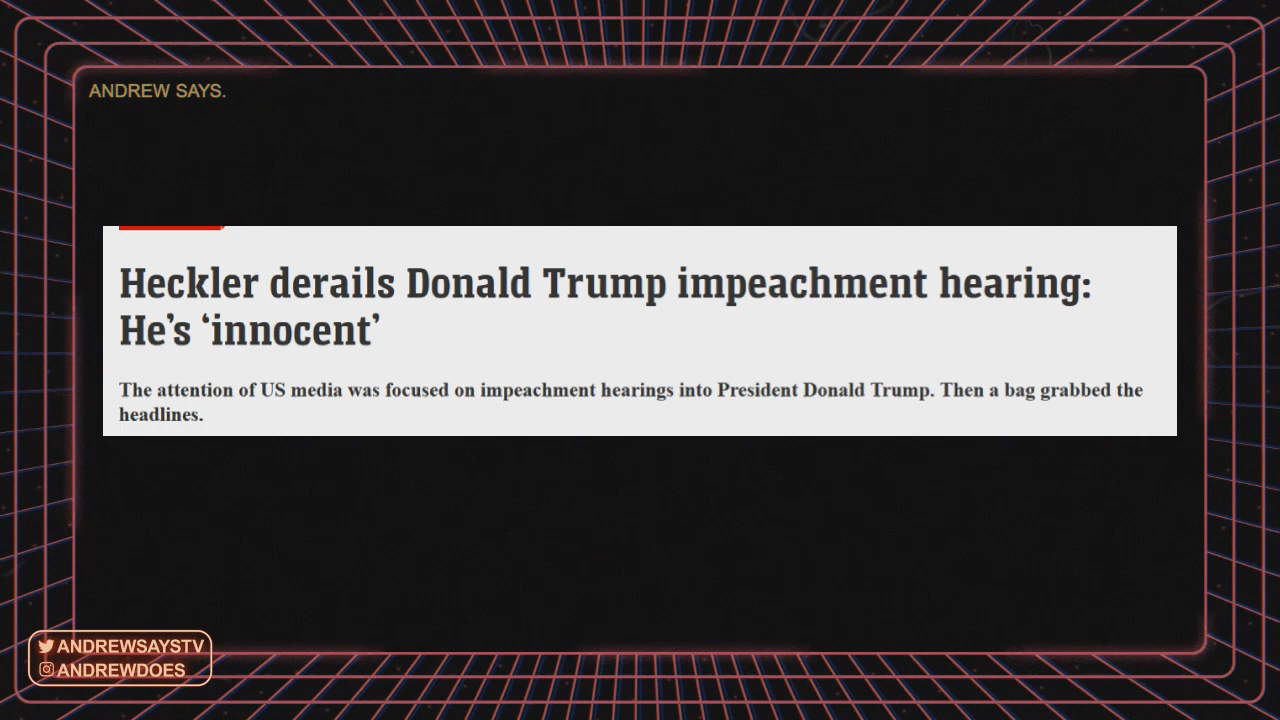 ANDREW SAYS.
Heckler derails Donald Trump impeachment hearing:
He’s ‘innocent’
The attention of US media was focused on impeachment hearings into President Donald Trump. Then a bag grabbed the
headlines.
ANDREWSAYSTV
ANDREWDOES